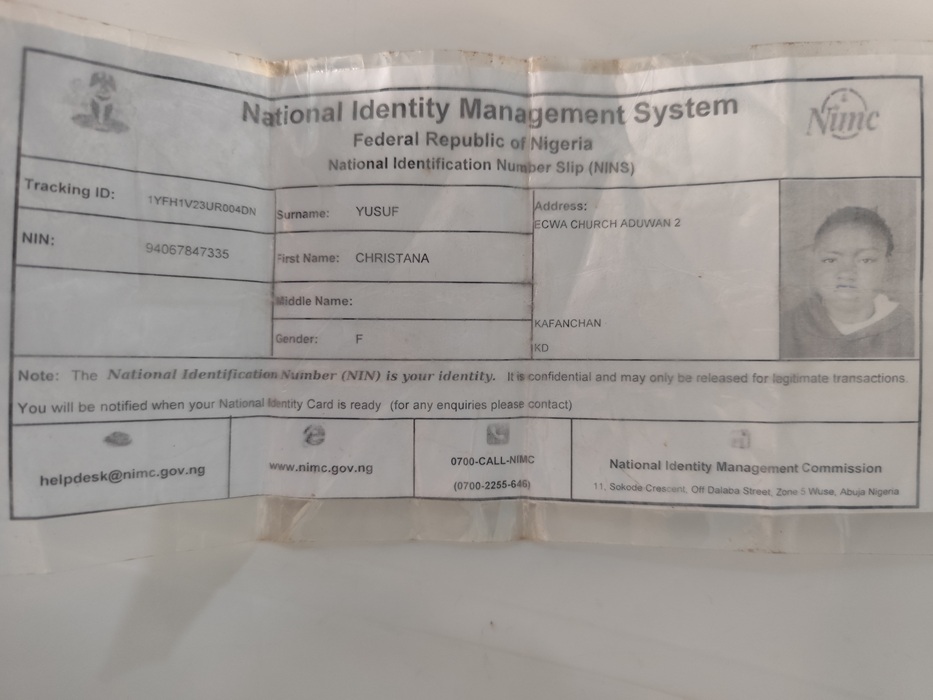 National Identity Management System
Federal Republic of Nigeria
National Identification Number Slip (NINS)
Nimc
Tracking ID: 1YFH1V23UR004DN
NIN: 94067847335
Surname: YUSUF
First Name: CHRISTANA
Middle Name:
Gender: F
Address:
ECWA CHURCH ADUWAN 2
KAFANCHAN
KD
Note: The National Identification Number (NIN) is your identity. It is confidential and may only be released for legitimate transactions.
You will be notified when your National Identity Card is ready (for any enquiries please contact)
helpdesk@nimc.gov.ng
www.nimc.gov.ng
0700-CALL-NIMC
(0700-2255-646)
National Identity Management Commission
11, Sokode Crescent, Off Dalaba Street, Zone 5 Wuse, Abuja Nigeria